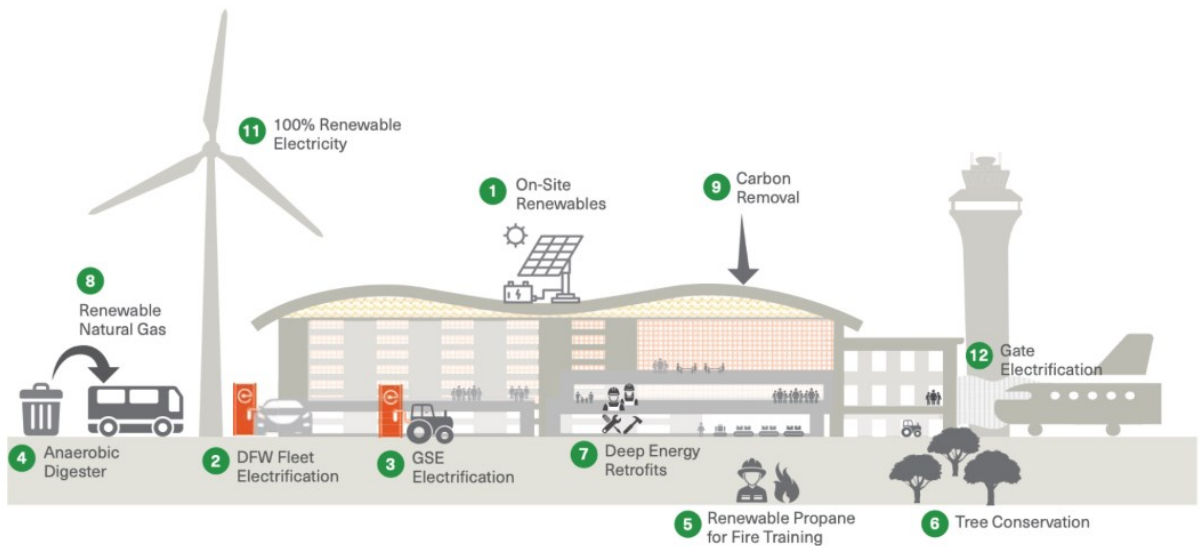 11 100% Renewable
Electricity
1 On-Site
Renewables
9 Carbon
Removal
8
Renewable
Natural Gas
12 Gate
Electrification
4 Anaerobic
Digester
2 DFW Fleet
Electrification
3 GSE
Electrification
7 Deep Energy
Retrofits
5 Renewable Propane
for Fire Training
6 Tree Conservation